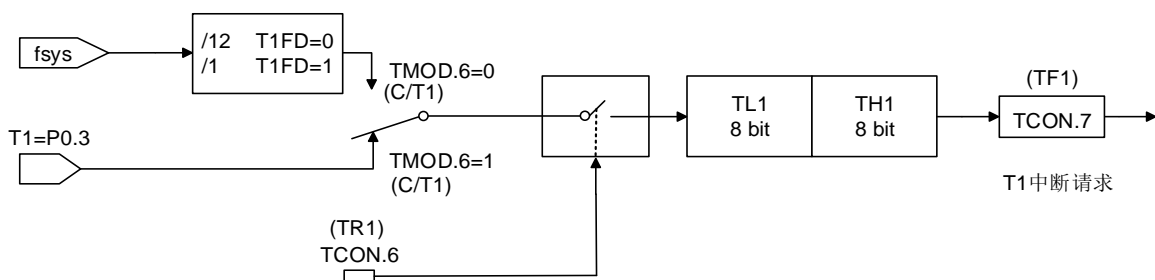 fsys
/12 T1FD=0
/1 T1FD=1
TMOD.6=0
(C/T1)
T1=P0.3
TMOD.6=1
(C/T1)
(TR1)
TCON.6
TL1
8 bit
TH1
8 bit
(TF1)
TCON.7
T1中断请求